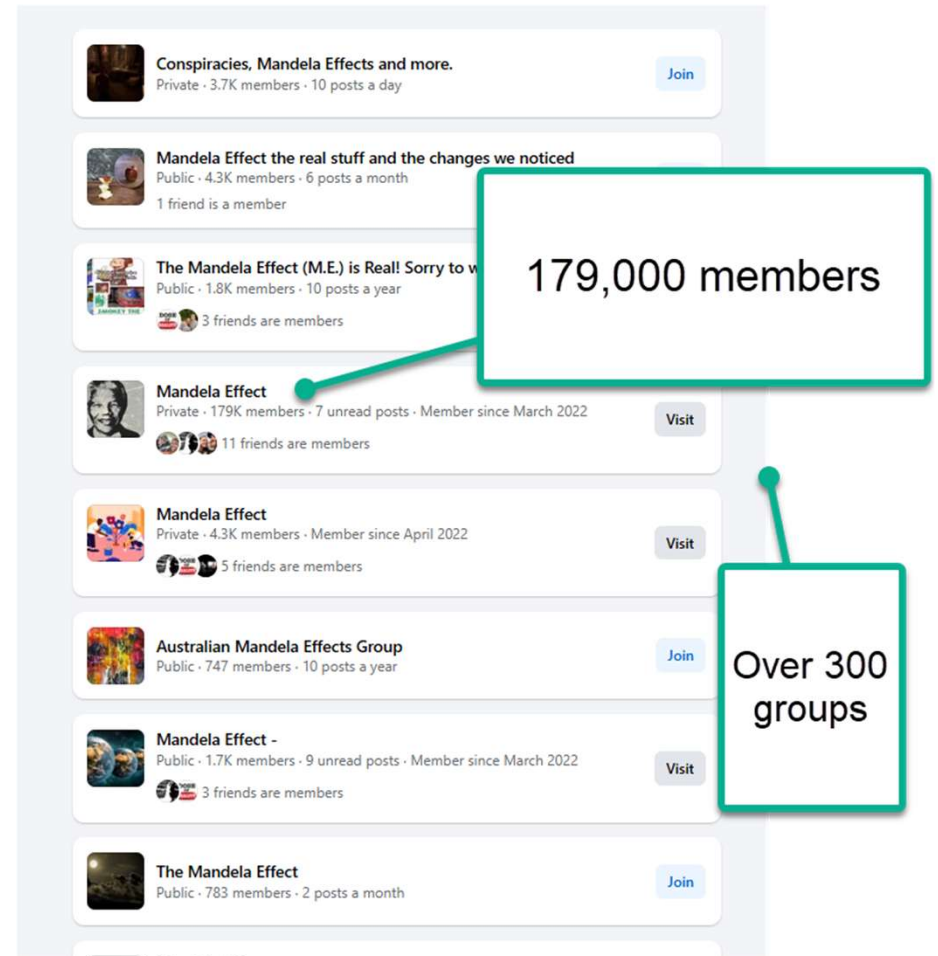 Conspiracies, Mandela Effects and more.
Private · 3.7K members · 10 posts a day
Join
Mandela Effect the real stuff and the changes we noticed
Public · 4.3K members · 6 posts a month
1 friend is a member
179,000 members
The Mandela Effect (M.E.) is Real! Sorry to
Public · 1.8K members · 10 posts a year
3 friends are members
Mandela Effect
Private · 179K members · 7 unread posts · Member since March 2022
Visit
11 friends are members
Mandela Effect
Private · 4.3K members · Member since April 2022
Visit
5 friends are members
Over 300
groups
Australian Mandela Effects Group
Public · 747 members · 10 posts a year
Join
Mandela Effect -
Public · 1.7K members · 9 unread posts · Member since March 2022
Visit
3 friends are members
The Mandela Effect
Public · 783 members · 2 posts a month
Join